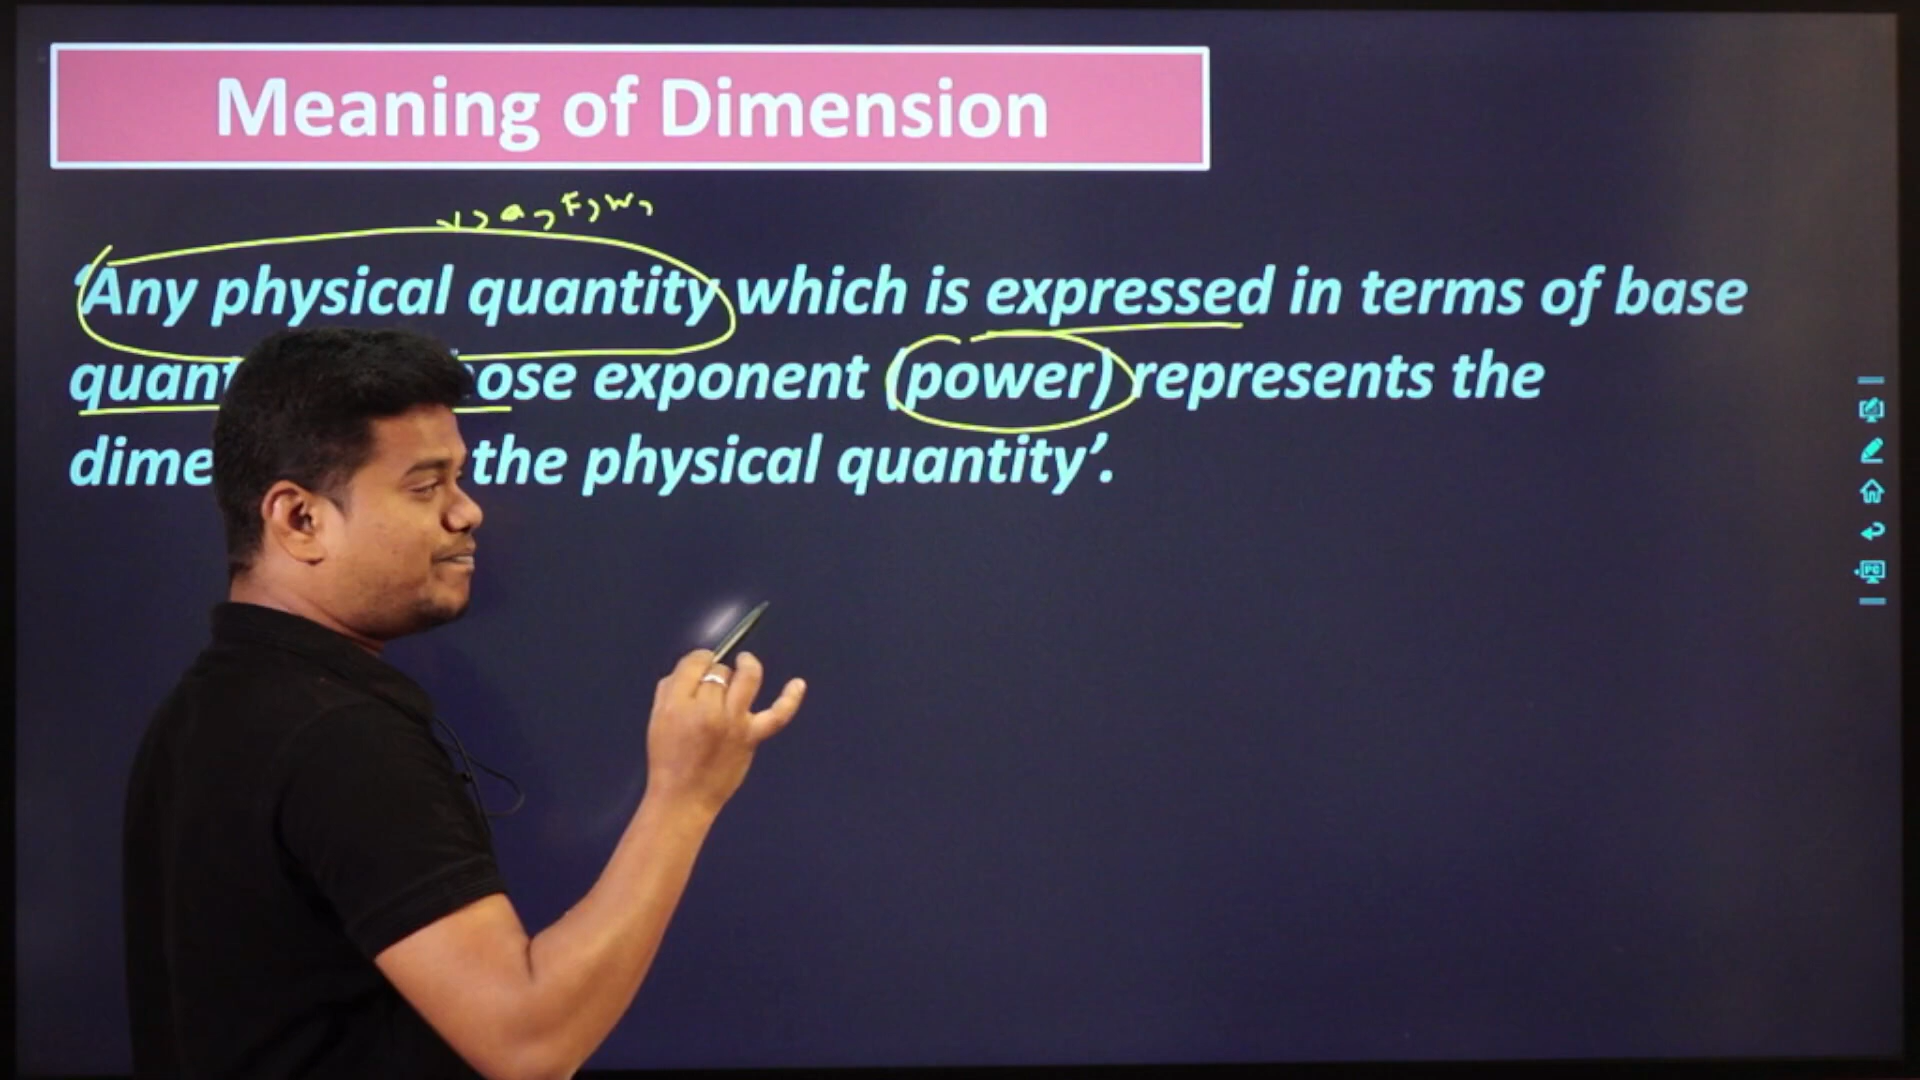 Meaning of Dimension
v, a, F, W,
‘Any physical quantity which is expressed in terms of base
exponent (power) represents the
the physical quantity’.
PC